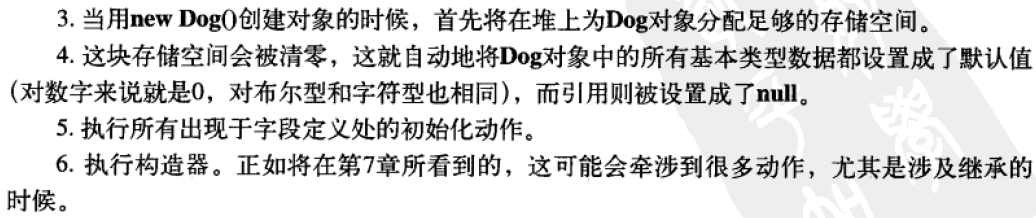 3. 当用new Dog()创建对象的时候，首先将在堆上为Dog对象分配足够的存储空间。
4. 这块存储空间会被清零，这就自动地将Dog对象中的所有基本类型数据都设置成了默认值
(对数字来说就是0，对布尔型和字符型也相同)，而引用则被设置成了null。
5. 执行所有出现于字段定义处的初始化动作。
6. 执行构造器。正如将在第7章所看到的，这可能会牵涉到很多动作，尤其是涉及继承的
时候。